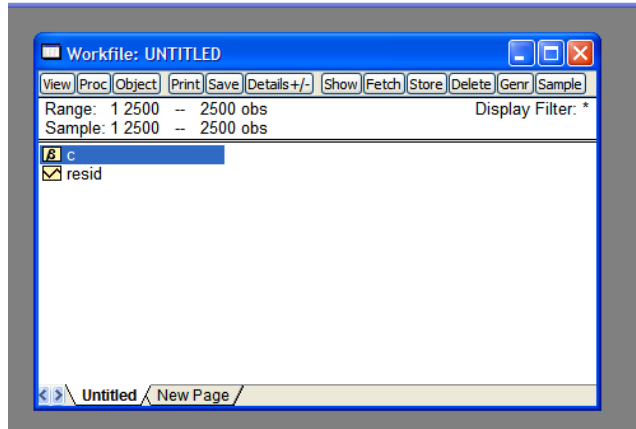 Workfile: UNTITLED
View Proc Object Print Save Details+/- Show Fetch Store Delete Genr Sample
Range: 1 2500 -- 2500 obs Display Filter: *
Sample: 1 2500 -- 2500 obs
β c
resid
Untitled New Page